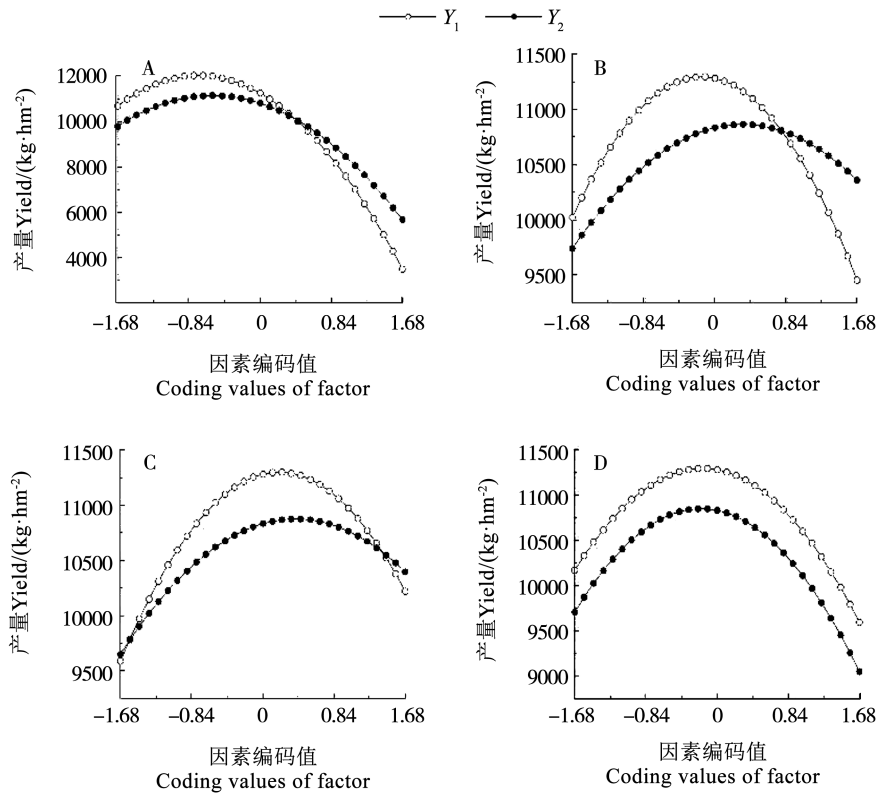 Y₁ Y₂
A
12000
10000
8000
6000
4000
产量Yield/(kg·hm⁻²)
−1.68 −0.84 0 0.84 1.68
因素编码值
Coding values of factor
B
11500
11000
10500
10000
9500
产量Yield/(kg·hm⁻²)
−1.68 −0.84 0 0.84 1.68
因素编码值
Coding values of factor
C
11500
11000
10500
10000
9500
产量Yield/(kg·hm⁻²)
−1.68 −0.84 0 0.84 1.68
因素编码值
Coding values of factor
D
11500
11000
10500
10000
9500
9000
产量Yield/(kg·hm⁻²)
−1.68 −0.84 0 0.84 1.68
因素编码值
Coding values of factor